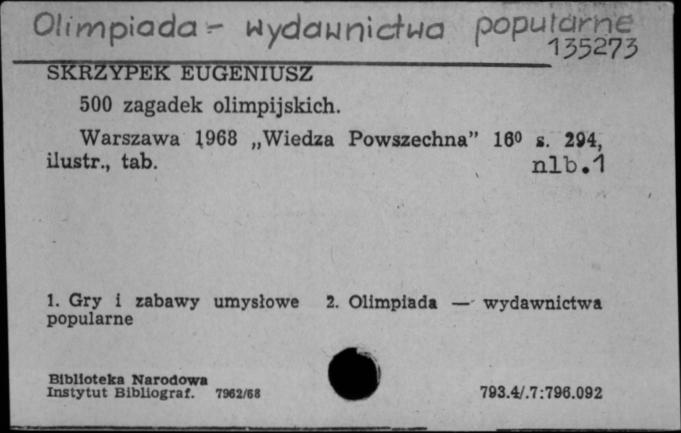 Olimpiada - wydawnictwa popularne
135273
SKRZYPEK EUGENIUSZ
500 zagadek olimpijskich.
Warszawa 1968 „Wiedza Powszechna” 16⁰ s. 294,
ilustr., tab. nlb.1
1. Gry i zabawy umysłowe 2. Olimpiada — wydawnictwa
popularne
Biblioteka Narodowa
Instytut Bibliograf. 7962/68 793.4/.7:796.092